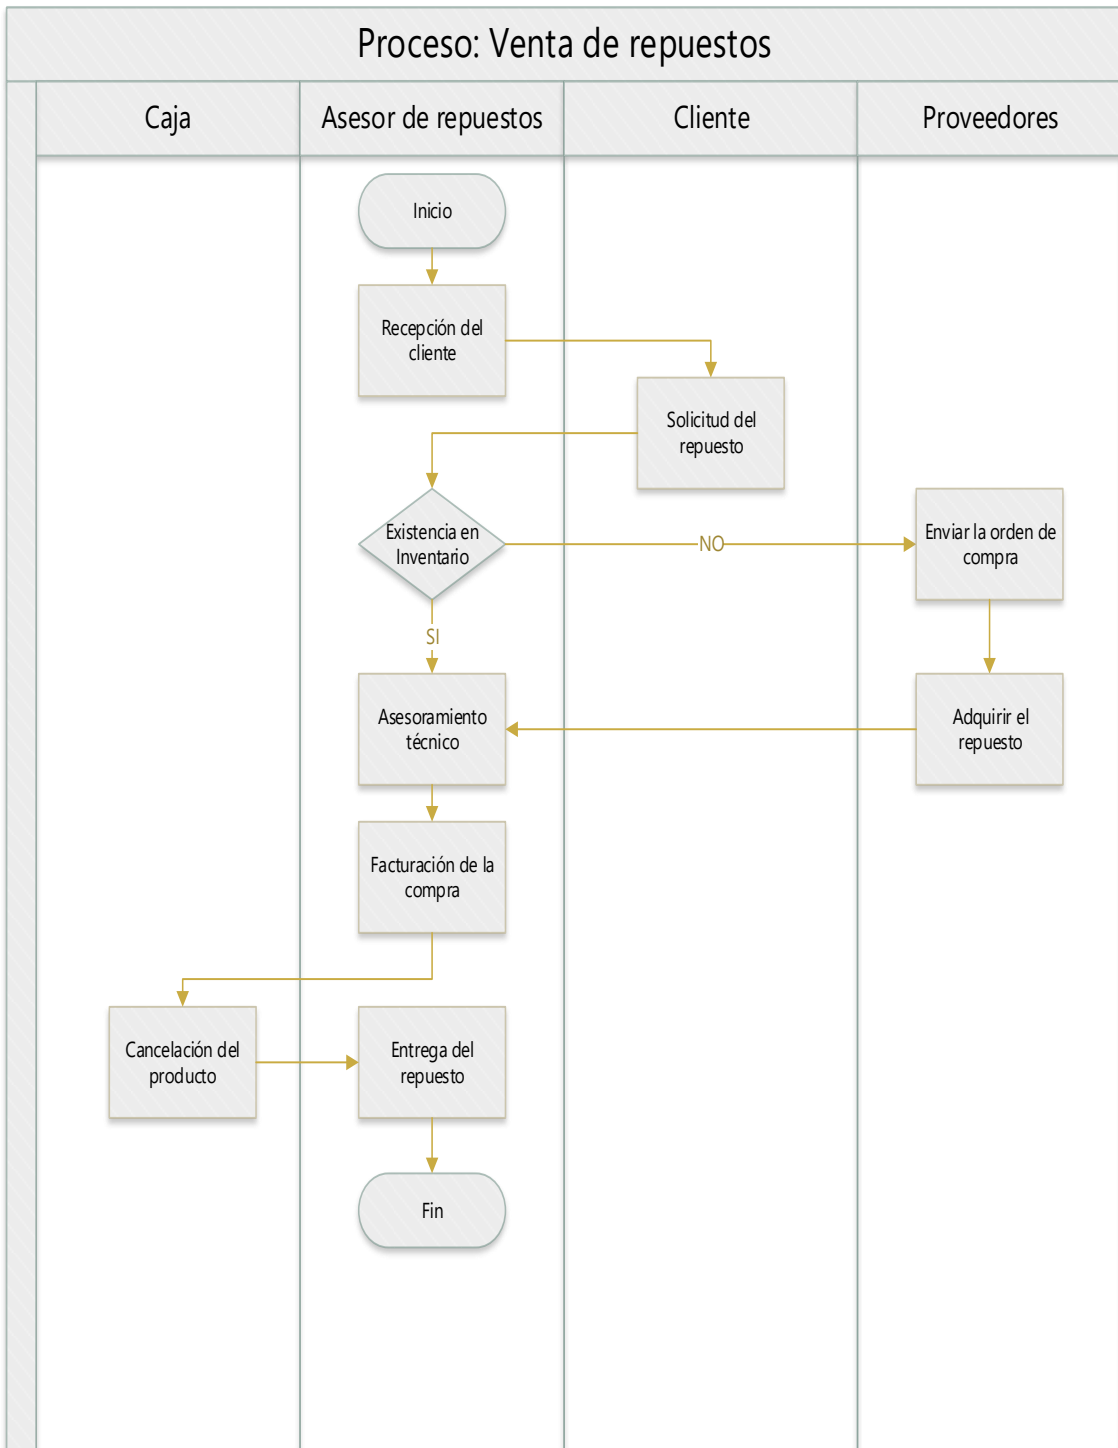 Proceso: Venta de repuestos
Caja
Asesor de repuestos
Cliente
Proveedores
Inicio
Recepción del
cliente
Solicitud del
repuesto
Existencia en
Inventario
NO
Enviar la orden de
compra
SI
Asesoramiento
técnico
Adquirir el
repuesto
Facturación de la
compra
Cancelación del
producto
Entrega del
repuesto
Fin